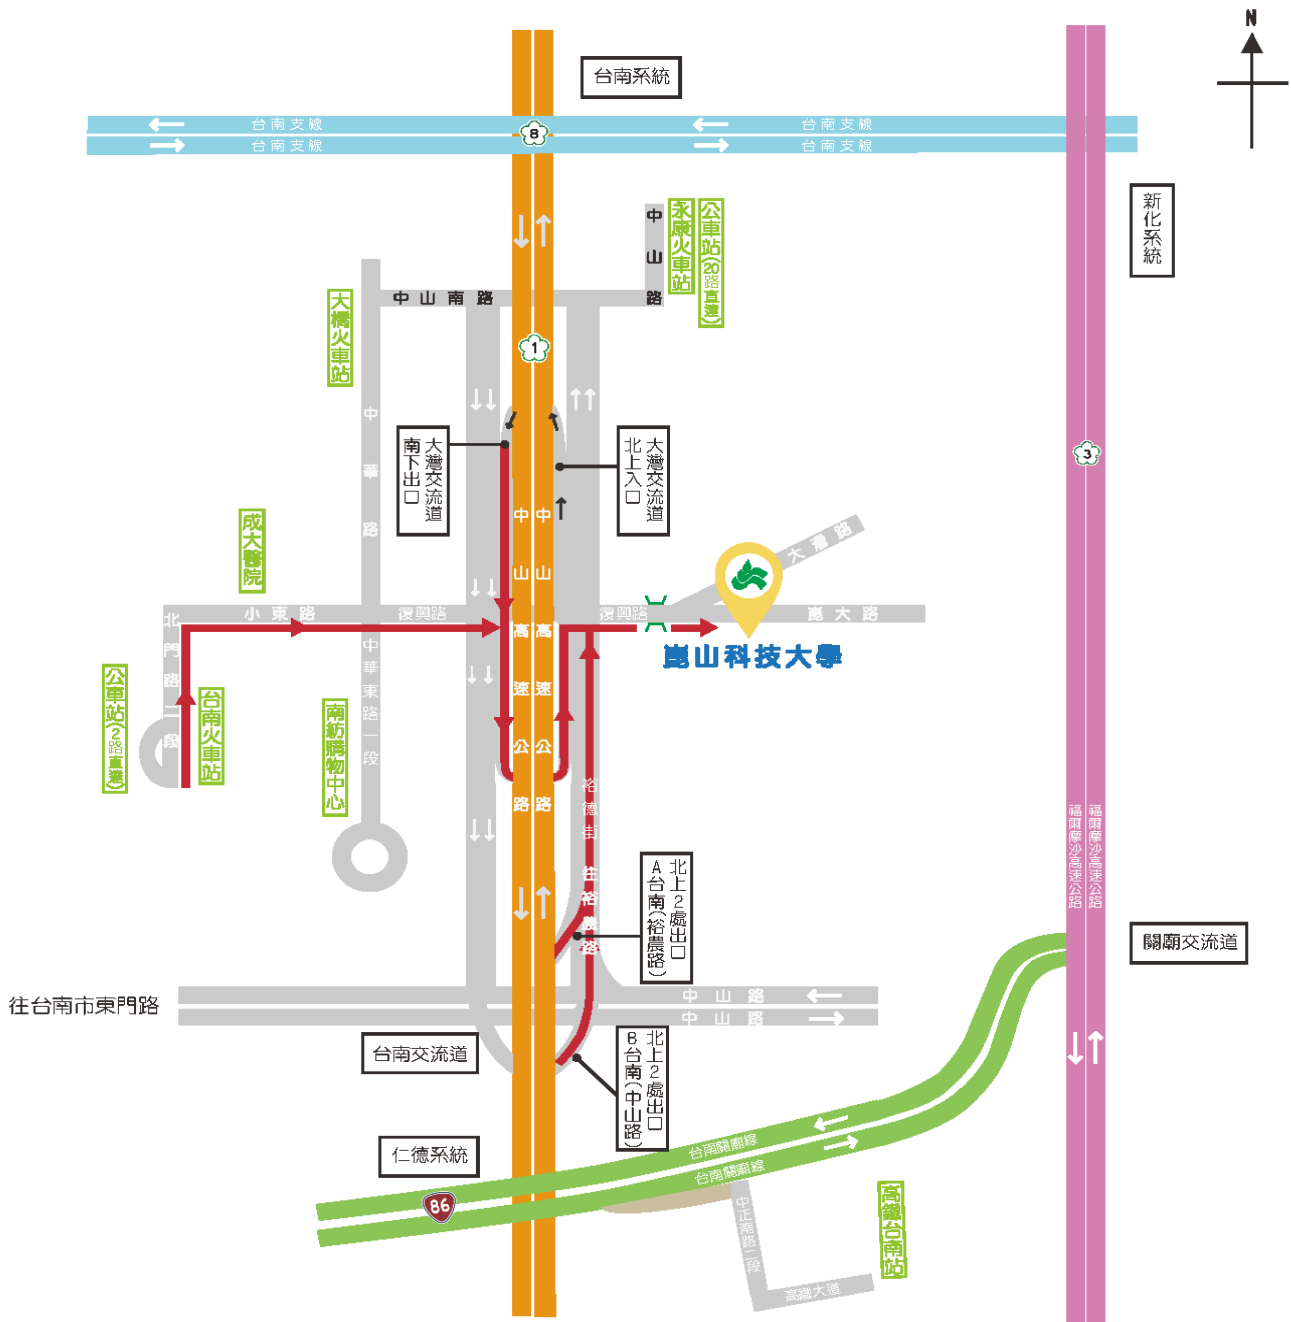 N
台南系統
台南支線
台南支線
台南支線
台南支線
8
新化系統
中山路
永康火車站
公車站(20路直達)
中山南路
大橋火車站
1
中華路
大灣交流道
南下出口
大灣交流道
北上入口
3
成大醫院
中山高速公路
中山高速公路
大灣路
北門路二段
小東路
復興路
復興路
崑大路
崑山科技大學
中華東路一段
公車站(2路直達)
台南火車站
南紡購物中心
裕德街
往裕農路
福爾摩沙高速公路
福爾摩沙高速公路
北上2處出口
A台南(裕農路)
關廟交流道
往台南市東門路
中山路
中山路
台南交流道
北上2處出口
B台南(中山路)
仁德系統
台南關廟線
台南關廟線
86
中正南路二段
高鐵台南站
高鐵大道